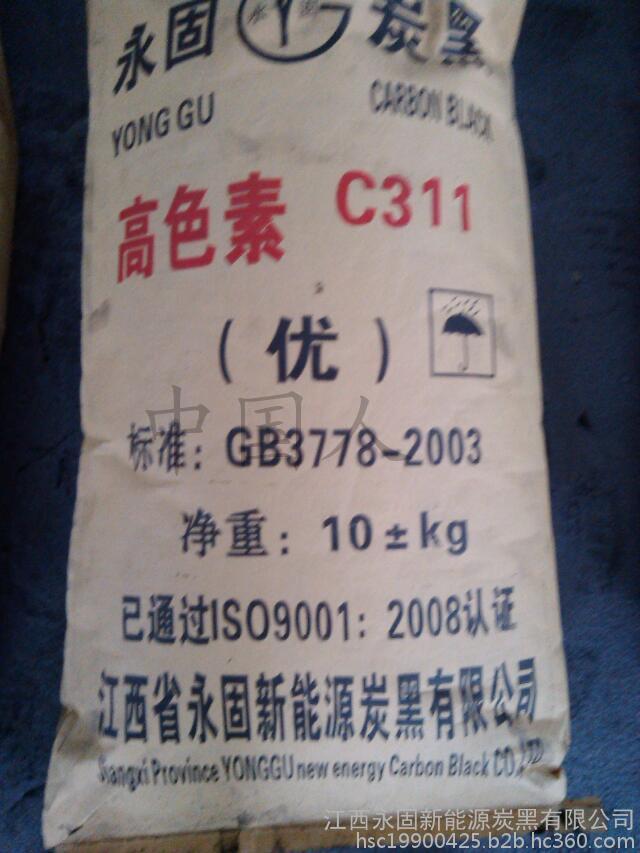 永固 永固 炭黑
YONG GU CARBON BLACK
高色素 C311
（优）
中国人
标准：GB3778-2003
净重：10±kg
已通过ISO9001：2008认证
江西省永固新能源炭黑有限公司
Jiangxi Province YONGGU new energy Carbon Black CO.,LTD
江西永固新能源炭黑有限公司
hsc19900425.b2b.hc360.com